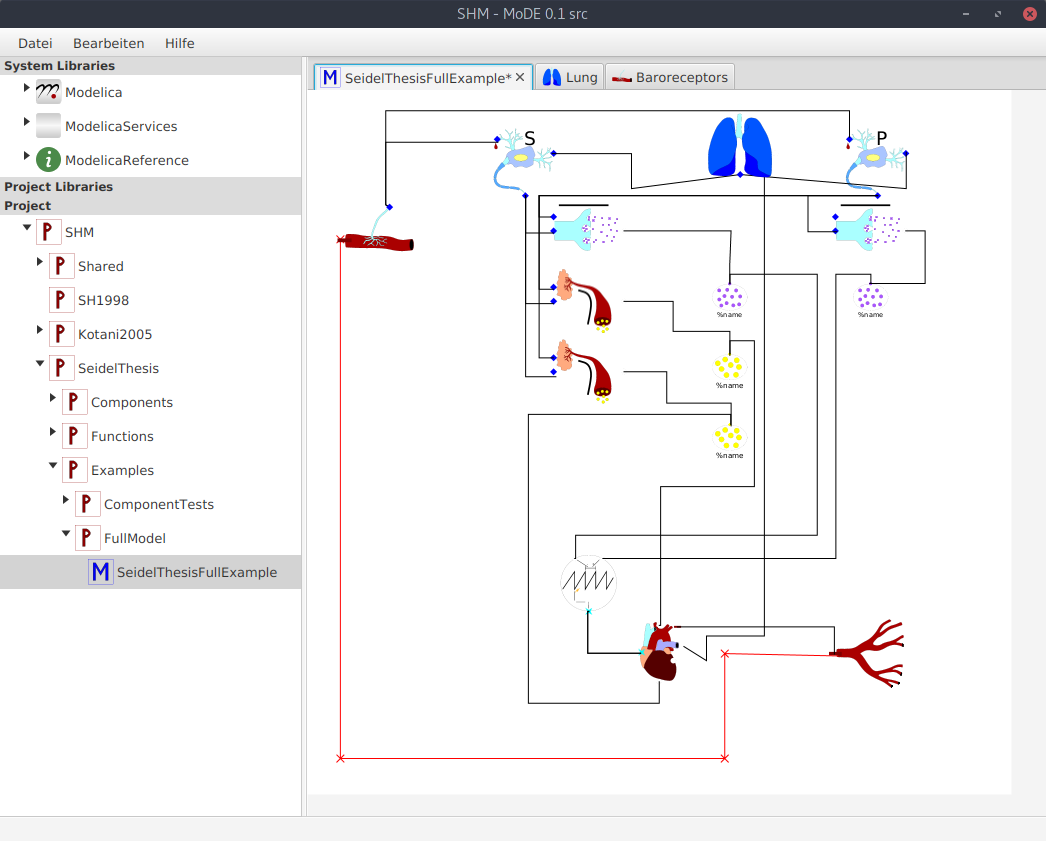 SHM - MoDE 0.1 src
Datei Bearbeiten Hilfe
System Libraries
Modelica
ModelicaServices
i ModelicaReference
Project Libraries
Project
P SHM
P Shared
P SH1998
P Kotani2005
P SeidelThesis
P Components
P Functions
P Examples
P ComponentTests
P FullModel
M SeidelThesisFullExample
M SeidelThesisFullExample* Lung Baroreceptors
S P
%name %name
%name
%name